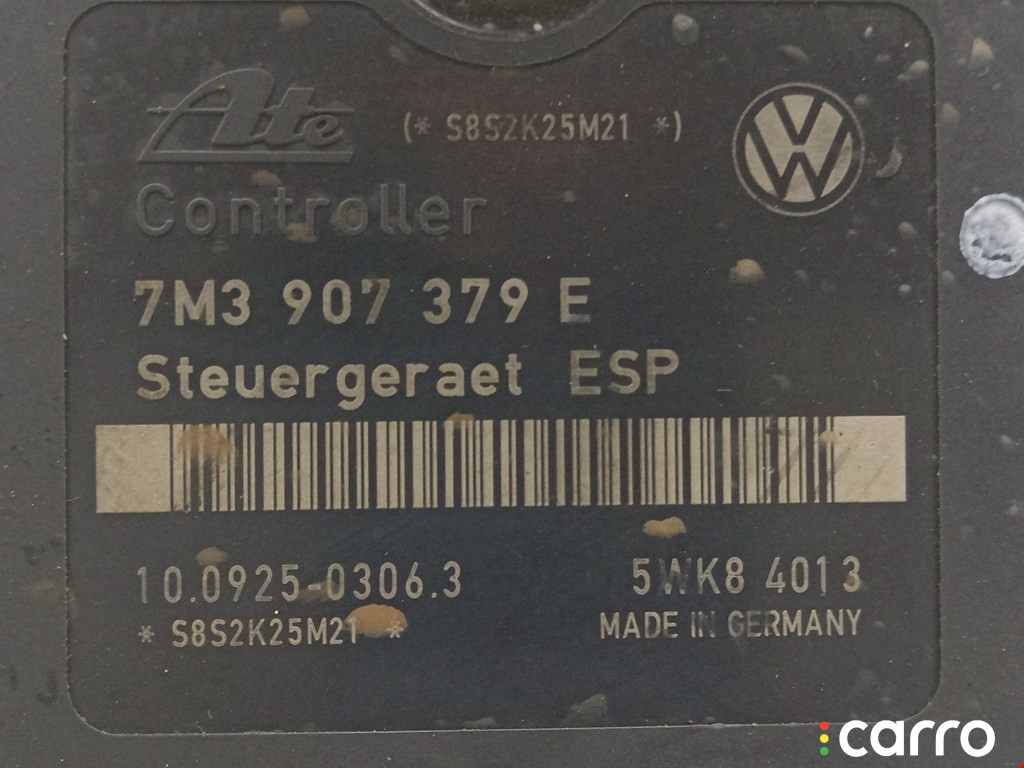 Ate (* S8S2K25M21 *)
Controller
7M3 907 379 E
Steuergeraet ESP
10.0925-0306.3 5WK8 4013
* S8S2K25M21 * MADE IN GERMANY
carro